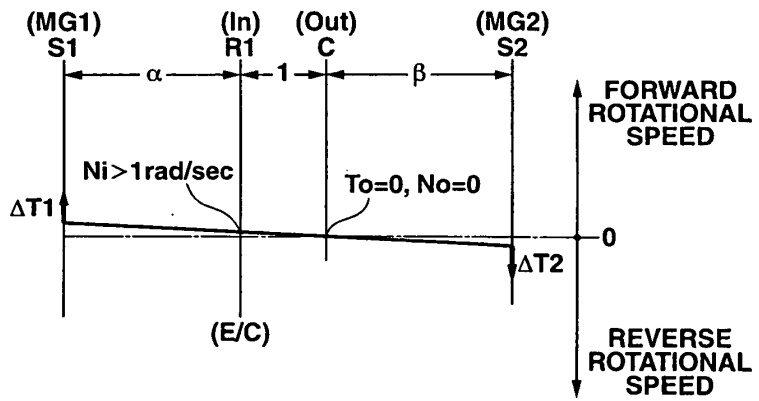 (MG1) (In) (Out) (MG2)
S1 R1 C S2
α 1 β
FORWARD
ROTATIONAL
SPEED
Ni>1rad/sec
To=0, No=0
ΔT1
0
ΔT2
(E/C)
REVERSE
ROTATIONAL
SPEED